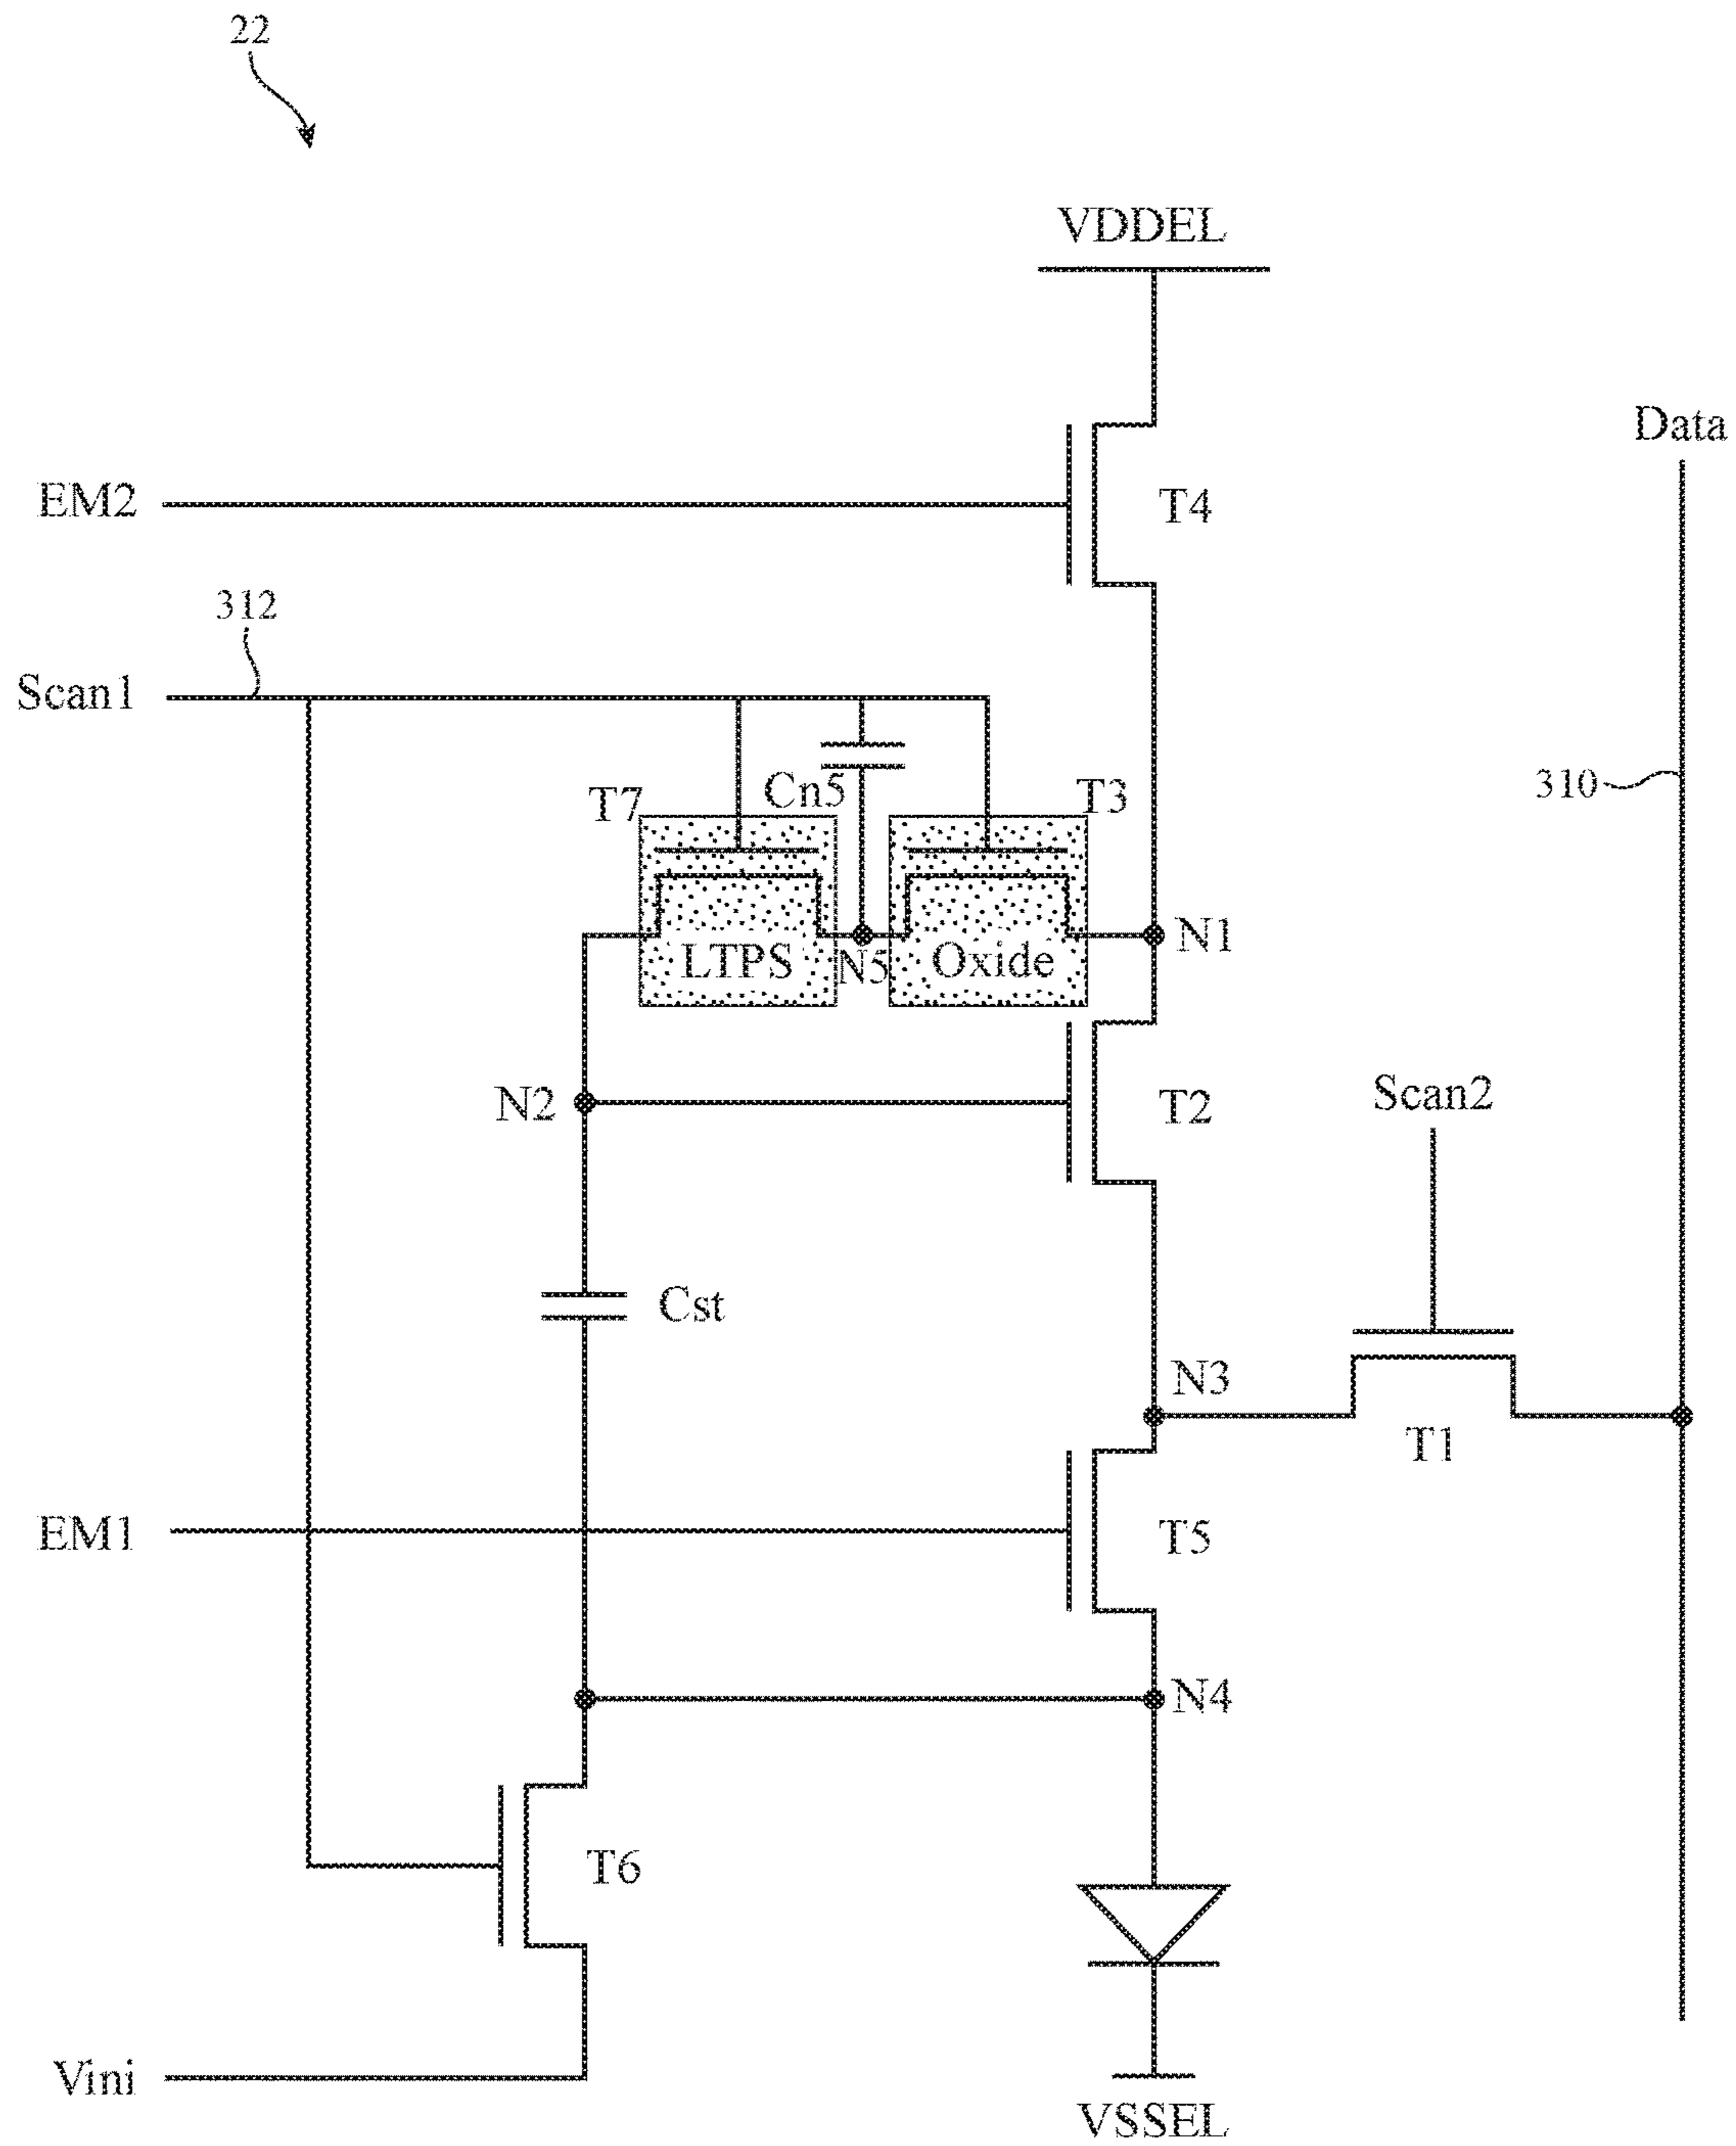 22
VDDEL
Data
EM2
T4
312
Scan1
310
Cn5
T7
T3
N1
LTPS
N5
Oxide
N2
T2
Scan2
Cst
N3
T1
EM1
T5
N4
T6
Vini
VSSEL